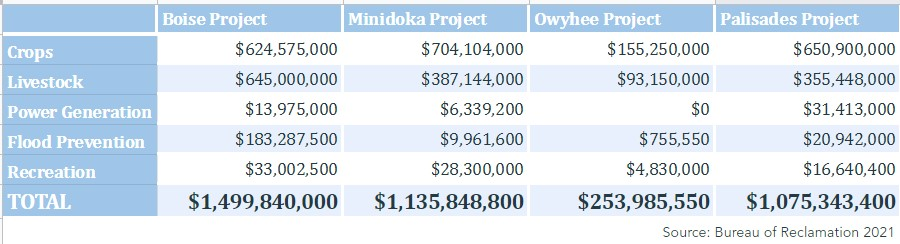 Boise Project Minidoka Project Owyhee Project Palisades Project
Crops $624,575,000 $704,104,000 $155,250,000 $650,900,000
Livestock $645,000,000 $387,144,000 $93,150,000 $355,448,000
Power Generation $13,975,000 $6,339,200 $0 $31,413,000
Flood Prevention $183,287,500 $9,961,600 $755,550 $20,942,000
Recreation $33,002,500 $28,300,000 $4,830,000 $16,640,400
TOTAL $1,499,840,000 $1,135,848,800 $253,985,550 $1,075,343,400
Source: Bureau of Reclamation 2021